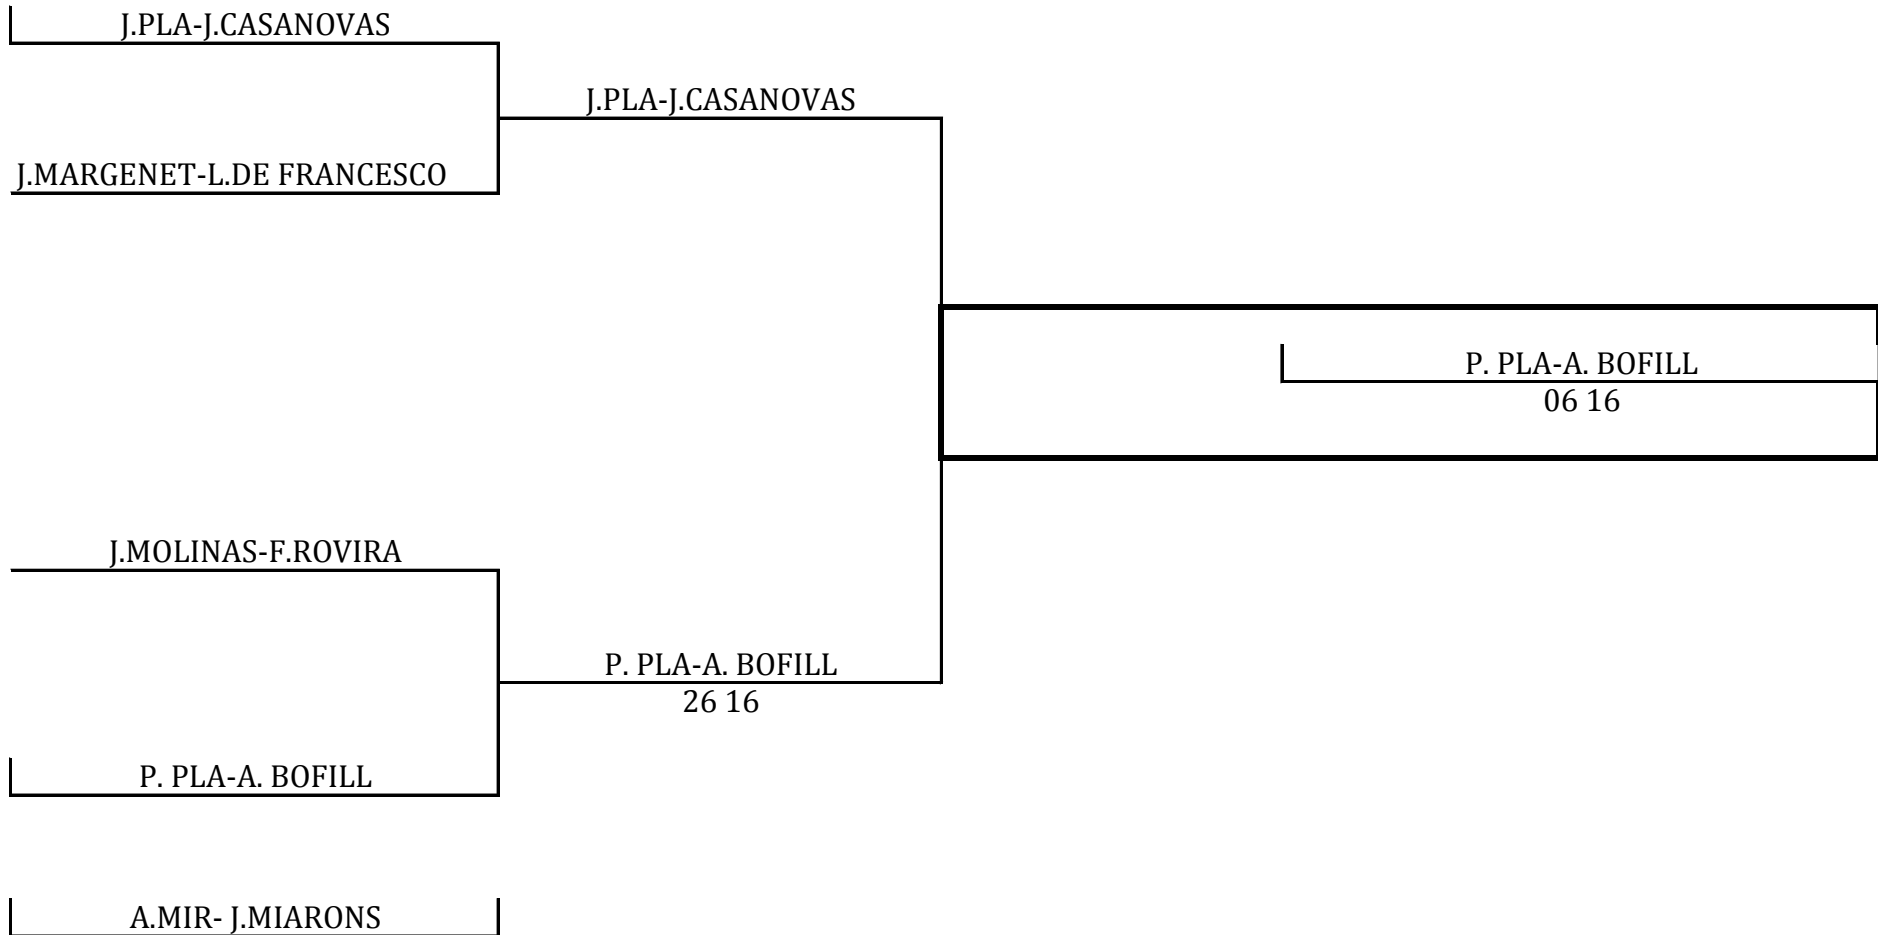 J.PLA-J.CASANOVAS
J.PLA-J.CASANOVAS
J.MARGENET-L.DE FRANCESCO
P. PLA-A. BOFILL
06 16
J.MOLINAS-F.ROVIRA
P. PLA-A. BOFILL
26 16
P. PLA-A. BOFILL
A.MIR- J.MIARONS